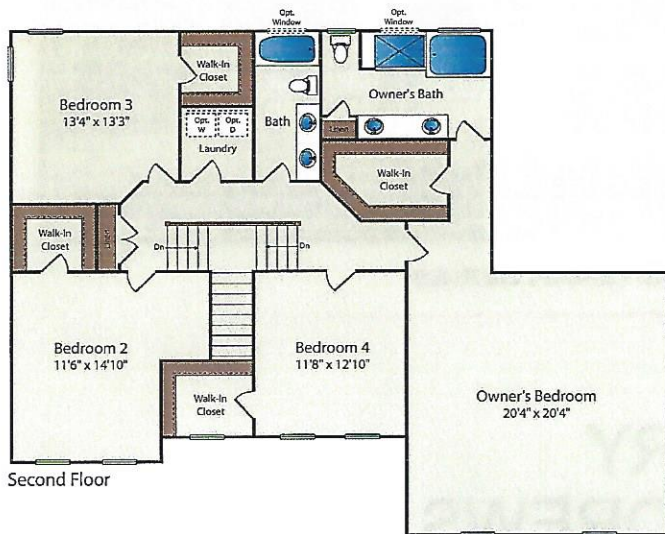 Opt.
Window
Opt.
Window
Walk-In
Closet
Bedroom 3
13'4" x 13'3"
Opt.
W
Opt.
D
Laundry
Bath
Owner's Bath
Linen
Walk-In
Closet
Walk-In
Closet
Linen
Dn
Dn
Bedroom 2
11'6" x 14'10"
Bedroom 4
11'8" x 12'10"
Walk-In
Closet
Owner's Bedroom
20'4" x 20'4"
Second Floor